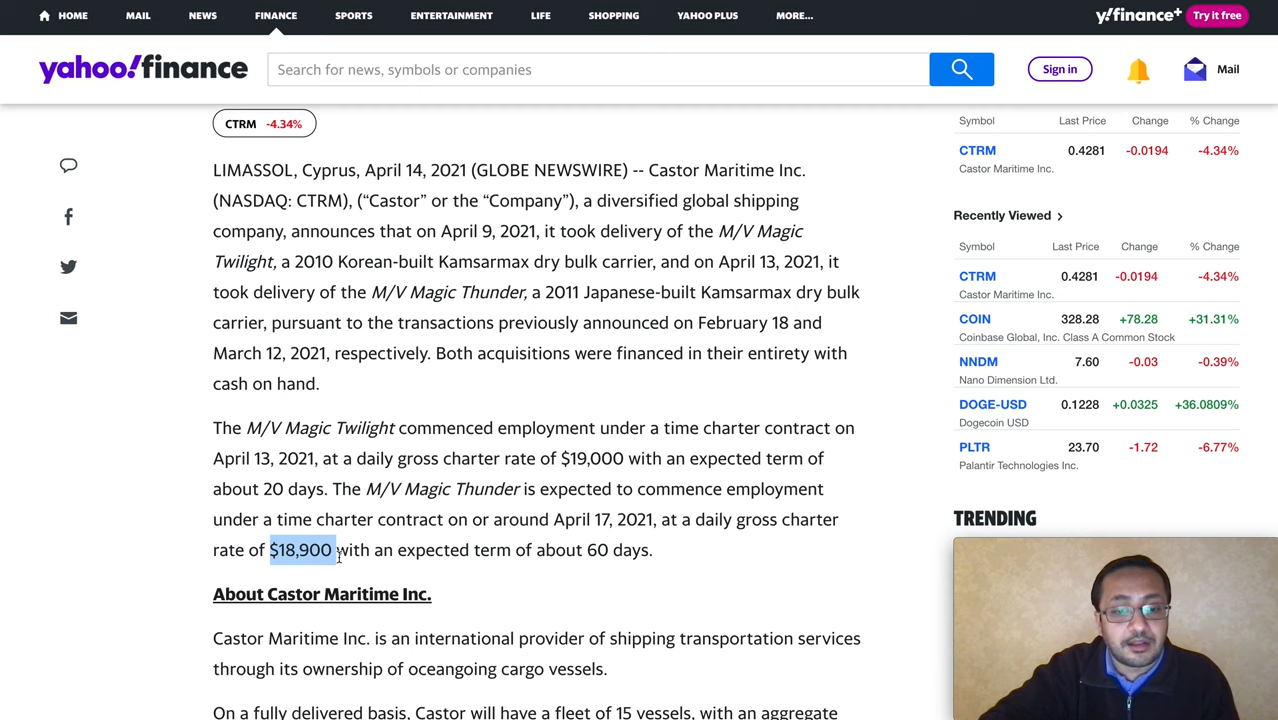 HOME MAIL NEWS FINANCE SPORTS ENTERTAINMENT LIFE SHOPPING YAHOO PLUS MORE... y!finance+ Try it free
yahoo!finance Search for news, symbols or companies Sign in Mail
CTRM -4.34%
LIMASSOL, Cyprus, April 14, 2021 (GLOBE NEWSWIRE) -- Castor Maritime Inc.
(NASDAQ: CTRM), (“Castor” or the “Company”), a diversified global shipping
company, announces that on April 9, 2021, it took delivery of the M/V Magic
Twilight, a 2010 Korean-built Kamsarmax dry bulk carrier, and on April 13, 2021, it
took delivery of the M/V Magic Thunder, a 2011 Japanese-built Kamsarmax dry bulk
carrier, pursuant to the transactions previously announced on February 18 and
March 12, 2021, respectively. Both acquisitions were financed in their entirety with
cash on hand.
The M/V Magic Twilight commenced employment under a time charter contract on
April 13, 2021, at a daily gross charter rate of $19,000 with an expected term of
about 20 days. The M/V Magic Thunder is expected to commence employment
under a time charter contract on or around April 17, 2021, at a daily gross charter
rate of $18,900 with an expected term of about 60 days.
About Castor Maritime Inc.
Castor Maritime Inc. is an international provider of shipping transportation services
through its ownership of oceangoing cargo vessels.
On a fully delivered basis, Castor will have a fleet of 15 vessels, with an aggregate
Symbol Last Price Change % Change
CTRM 0.4281 -0.0194 -4.34%
Castor Maritime Inc.
Recently Viewed >
Symbol Last Price Change % Change
CTRM 0.4281 -0.0194 -4.34%
Castor Maritime Inc.
COIN 328.28 +78.28 +31.31%
Coinbase Global, Inc. Class A Common Stock
NNDM 7.60 -0.03 -0.39%
Nano Dimension Ltd.
DOGE-USD 0.1228 +0.0325 +36.0809%
Dogecoin USD
PLTR 23.70 -1.72 -6.77%
Palantir Technologies Inc.
TRENDING